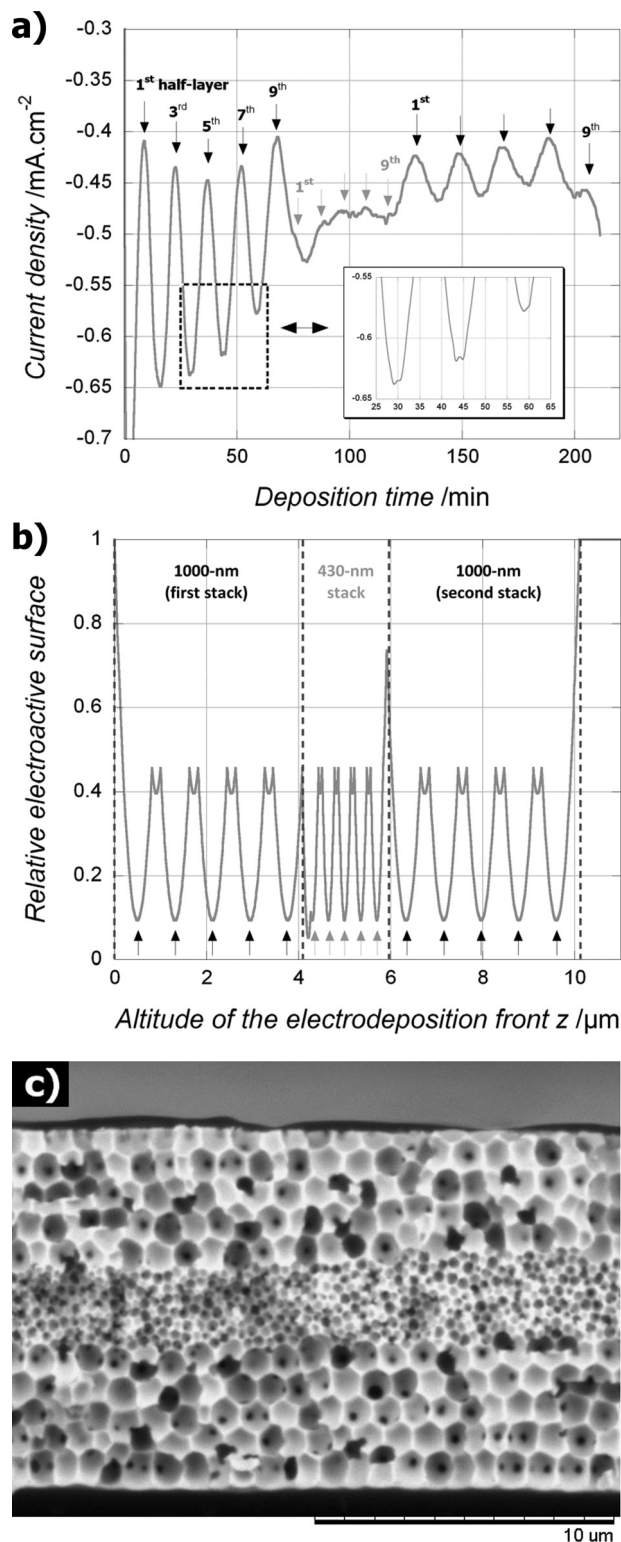 a)
-0.3
-0.35
-0.4
-0.45
-0.5
-0.55
-0.6
-0.65
-0.7
Current density /mA.cm⁻²
1ˢᵗ half-layer
3ʳᵈ
5ᵗʰ
7ᵗʰ
9ᵗʰ
1ˢᵗ
9ᵗʰ
1ˢᵗ
9ᵗʰ
-0.55
-0.6
-0.65
25 30 35 40 45 50 55 60 65
0 50 100 150 200
Deposition time /min
b)
1
0.8
0.6
0.4
0.2
0
Relative electroactive surface
1000-nm
(first stack)
430-nm
stack
1000-nm
(second stack)
0 2 4 6 8 10
Altitude of the electrodeposition front z /µm
c)
10 um